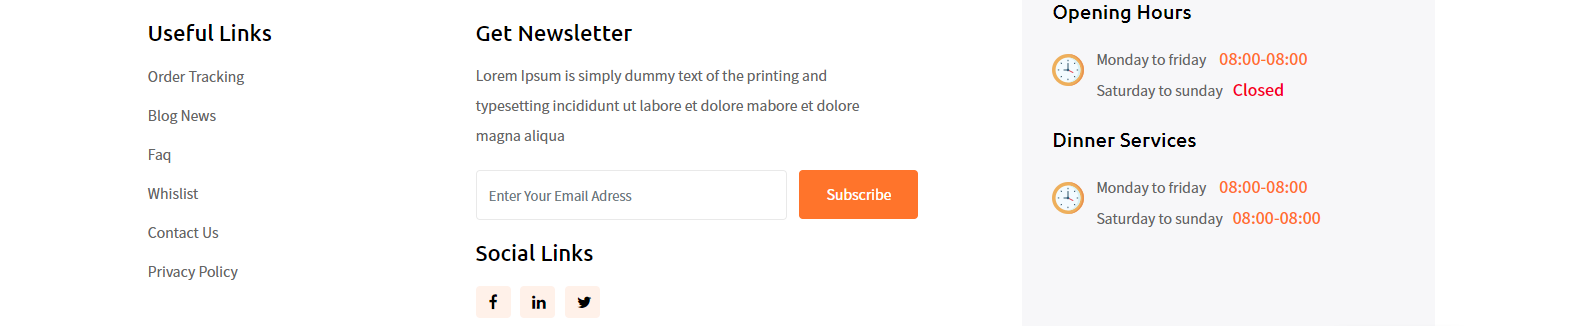 Useful Links
Order Tracking
Blog News
Faq
Whislist
Contact Us
Privacy Policy
Get Newsletter
Lorem Ipsum is simply dummy text of the printing and
typesetting incididunt ut labore et dolore mabore et dolore
magna aliqua
Enter Your Email Adress
Subscribe
Social Links
Opening Hours
Monday to friday 08:00-08:00
Saturday to sunday Closed
Dinner Services
Monday to friday 08:00-08:00
Saturday to sunday 08:00-08:00